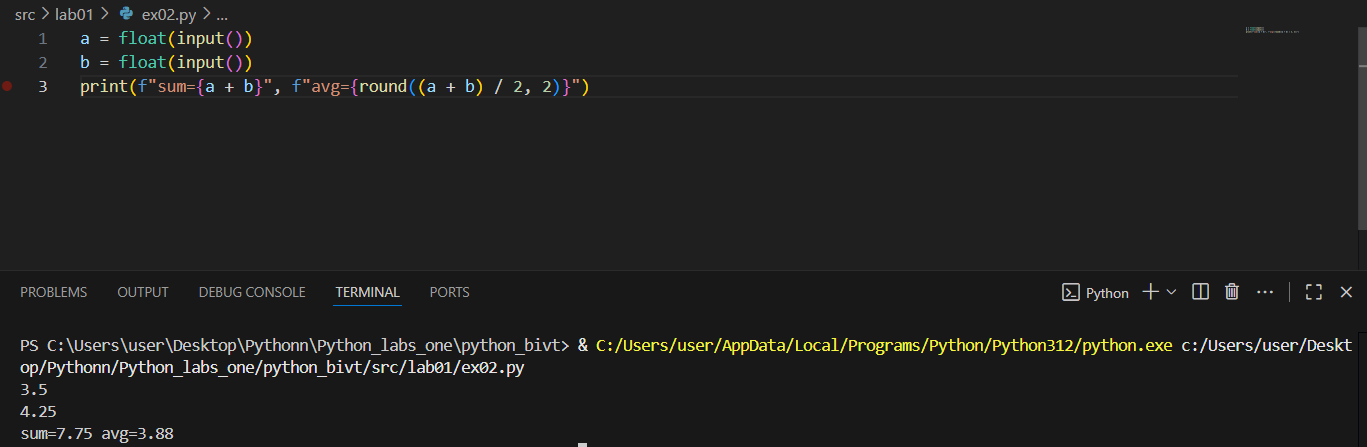 src > lab01 > ex02.py > ...
1 a = float(input())
2 b = float(input())
3 print(f"sum={a + b}", f"avg={round((a + b) / 2, 2)}")
PROBLEMS OUTPUT DEBUG CONSOLE TERMINAL PORTS Python
PS C:\Users\user\Desktop\Pythonn\Python_labs_one\python_bivt> & C:/Users/user/AppData/Local/Programs/Python/Python312/python.exe c:/Users/user/Deskt
op/Pythonn/Python_labs_one/python_bivt/src/lab01/ex02.py
3.5
4.25
sum=7.75 avg=3.88